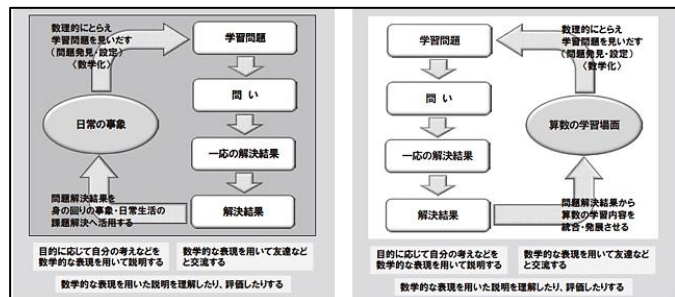 数理的にとらえ
学習問題を見いだす
(問題発見・設定)
〈数学化〉
学習問題
問い
日常の事象
一応の解決結果
問題解決結果を
身の回りの事象・日常生活の
課題解決へ活用する
解決結果
目的に応じて自分の考えなどを
数学的な表現を用いて説明する
数学的な表現を用いて友達など
と交流する
数学的な表現を用いた説明を理解したり、評価したりする
学習問題
数理的にとらえ
学習問題を見いだす
(問題発見・設定)
〈数学化〉
問い
算数の学習場面
一応の解決結果
解決結果
問題解決結果から
算数の学習内容を
統合・発展させる
目的に応じて自分の考えなどを
数学的な表現を用いて説明する
数学的な表現を用いて友達など
と交流する
数学的な表現を用いた説明を理解したり、評価したりする